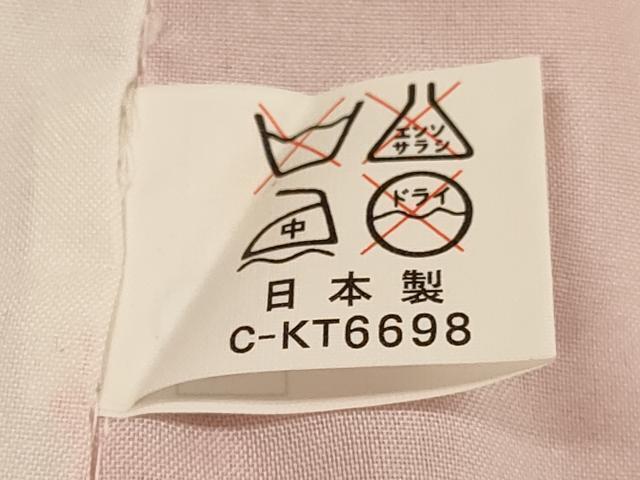 エンソ
サラシ
中
ドライ
日本製
C-KT6698